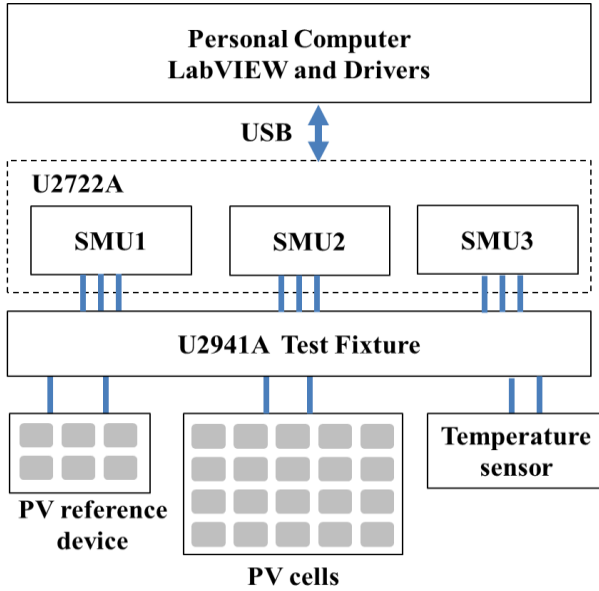 Personal Computer
LabVIEW and Drivers
USB
U2722A
SMU1
SMU2
SMU3
U2941A Test Fixture
PV reference
device
PV cells
Temperature
sensor